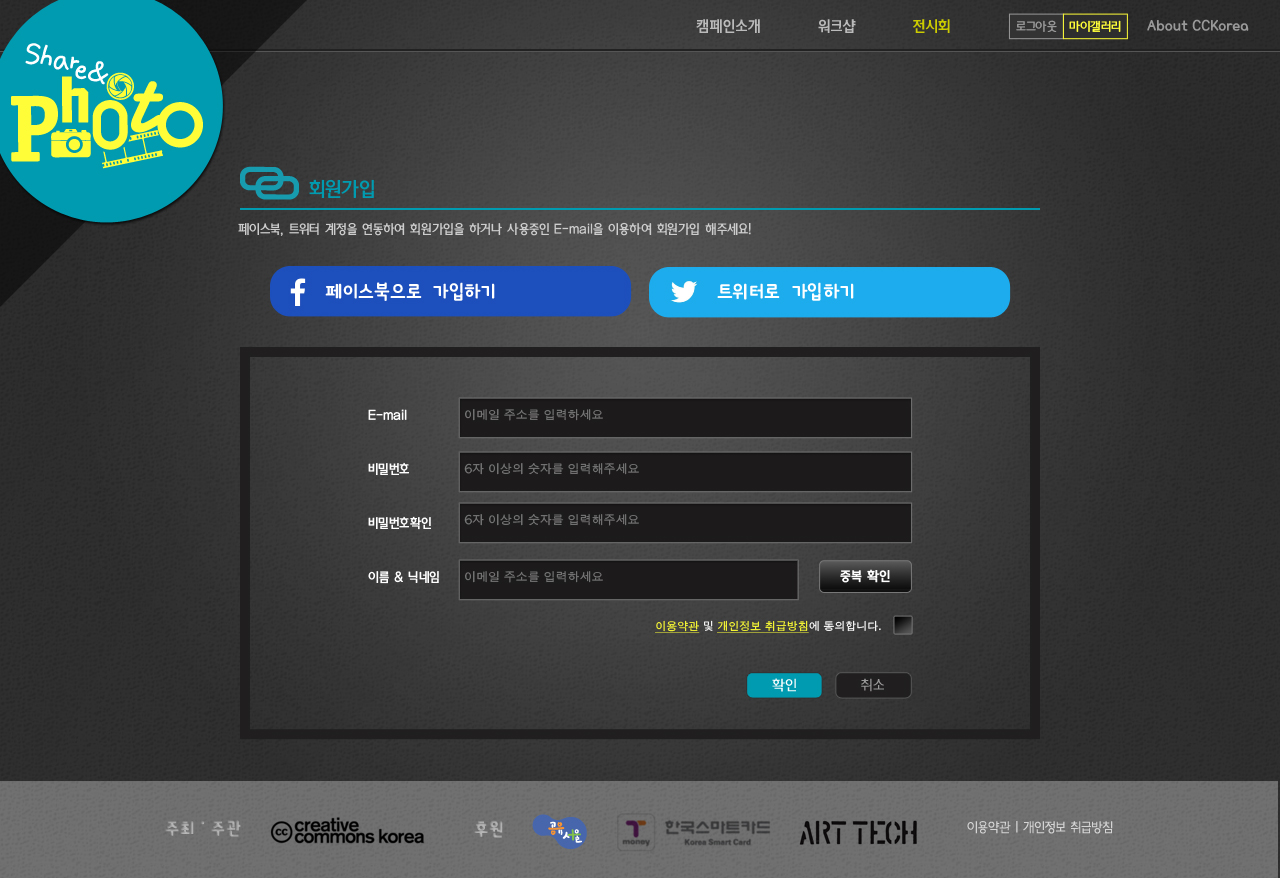 캠페인소개 워크샵 전시회 로그아웃 마이갤러리 About CCKorea
Share&
Photo
회원가입
페이스북, 트위터 계정을 연동하여 회원가입을 하거나 사용중인 E-mail을 이용하여 회원가입 해주세요!
페이스북으로 가입하기 트위터로 가입하기
E-mail 이메일 주소를 입력하세요
비밀번호 6자 이상의 숫자를 입력해주세요
비밀번호확인 6자 이상의 숫자를 입력해주세요
이름 & 닉네임 이메일 주소를 입력하세요 중복 확인
이용약관 및 개인정보 취급방침에 동의합니다.
확인 취소
주최·주관 cc creative commons korea 후원 공유서울 T money 한국스마트카드 Korea Smart Card ART TECH 이용약관 | 개인정보 취급방침